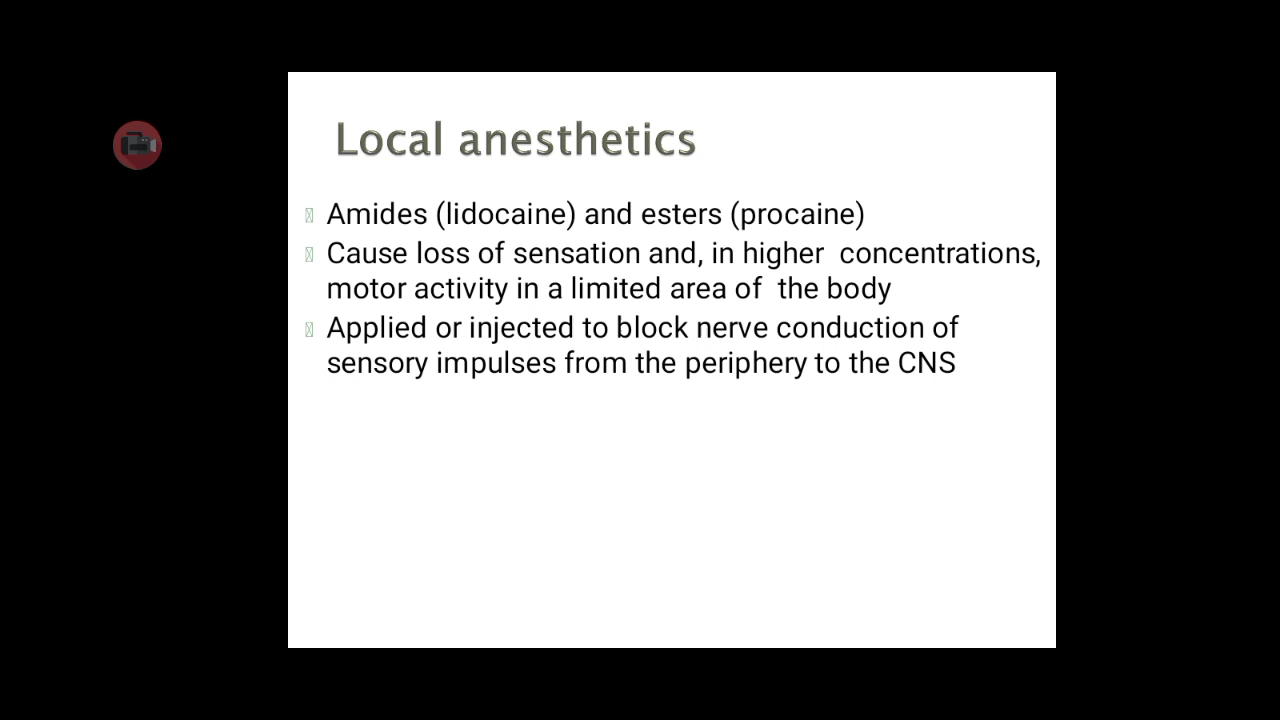 Local anesthetics
Amides (lidocaine) and esters (procaine)
Cause loss of sensation and, in higher  concentrations,
motor activity in a limited area of  the body
Applied or injected to block nerve conduction of
sensory impulses from the periphery to the CNS